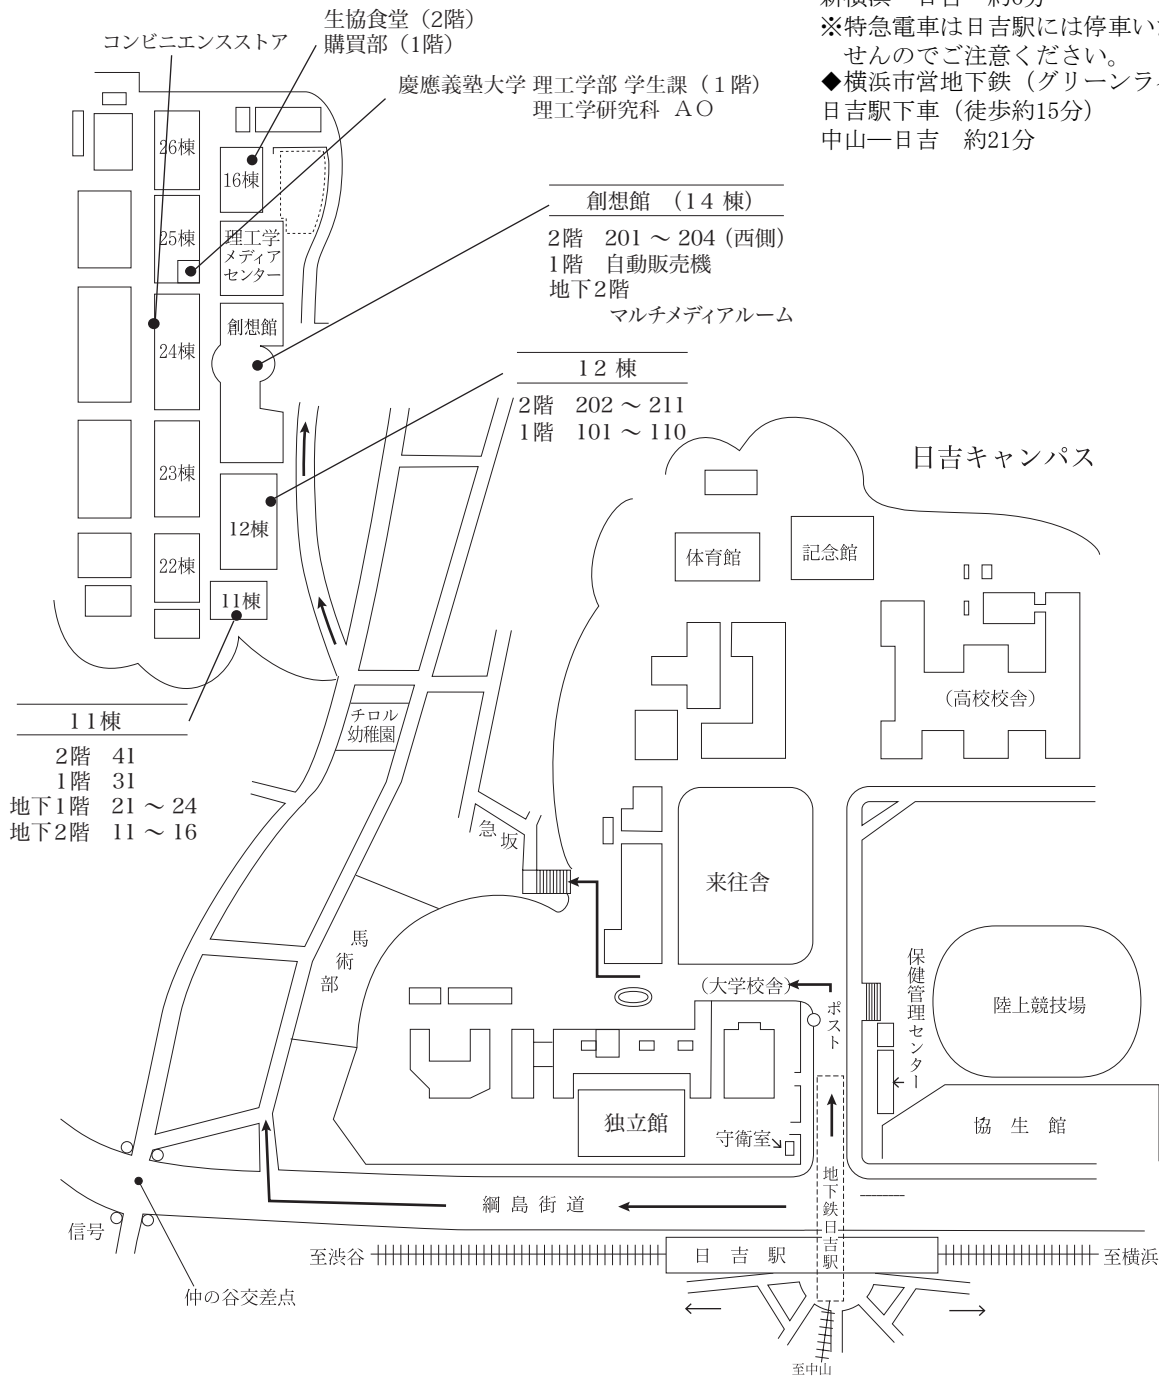 新横浜―日吉　約6分
※特急電車は日吉駅には停車いた
せんのでご注意ください。
◆横浜市営地下鉄（グリーンライ
日吉駅下車（徒歩約15分）
中山―日吉　約21分
生協食堂（2階）
購買部（1階）
コンビニエンスストア
慶應義塾大学 理工学部 学生課（1階）
理工学研究科 AO
26棟
16棟
25棟
理工学
メディア
センター
創想館
24棟
23棟
12棟
22棟
11棟
創想館 （14 棟）
2階 201 ～ 204 (西側)
1階 自動販売機
地下2階
マルチメディアルーム
12 棟
2階 202 ～ 211
1階 101 ～ 110
11棟
2階 41
1階 31
地下1階 21 ～ 24
地下2階 11 ～ 16
日吉キャンパス
体育館
記念館
（高校校舎）
チロル
幼稚園
急坂
来往舎
馬術部
（大学校舎）
ポスト
保健管理センター
陸上競技場
独立館
守衛室
協 生 館
地下鉄日吉駅
綱 島 街 道
信号
仲の谷交差点
至渋谷
日 吉 駅
至横浜
至中山